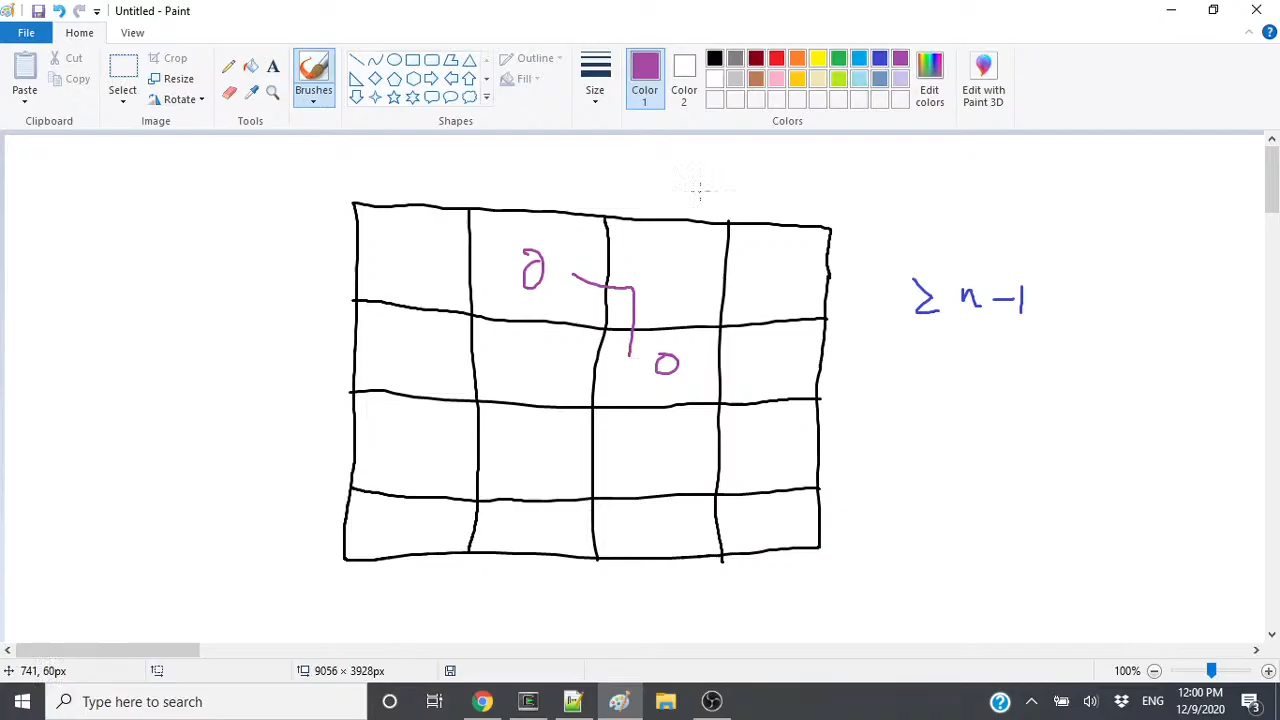 Untitled - Paint
File Home View
Paste
Cut
Copy
Clipboard
Select
Crop
Resize
Rotate
Image
Tools
Brushes
Shapes
Outline
Fill
Size
Color 1
Color 2
Edit colors
Colors
Edit with Paint 3D
∂
0
≥ n - 1
741, 60px
9056 × 3928px
100%
Type here to search
ENG
12:00 PM
12/9/2020
3